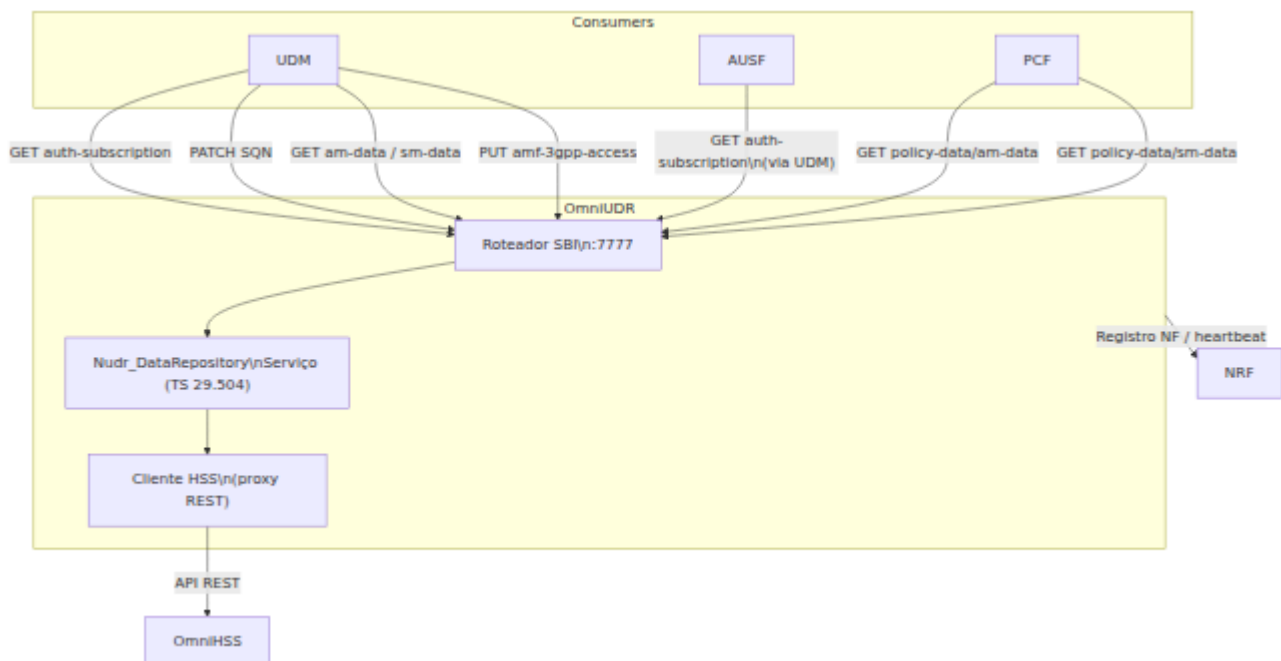 Consumers
UDM
AUSF
PCF
GET auth-subscription
PATCH SQN
GET am-data / sm-data
PUT amf-3gpp-access
GET auth-
subscription\n(via UDM)
GET policy-data/am-data
GET policy-data/sm-data
OmniUDR
Roteador SBI\n:7777
Registro NF / heartbeat
NRF
Nudr_DataRepository\nServiço
(TS 29.504)
Cliente HSS\n(proxy
REST)
API REST
OmniHSS